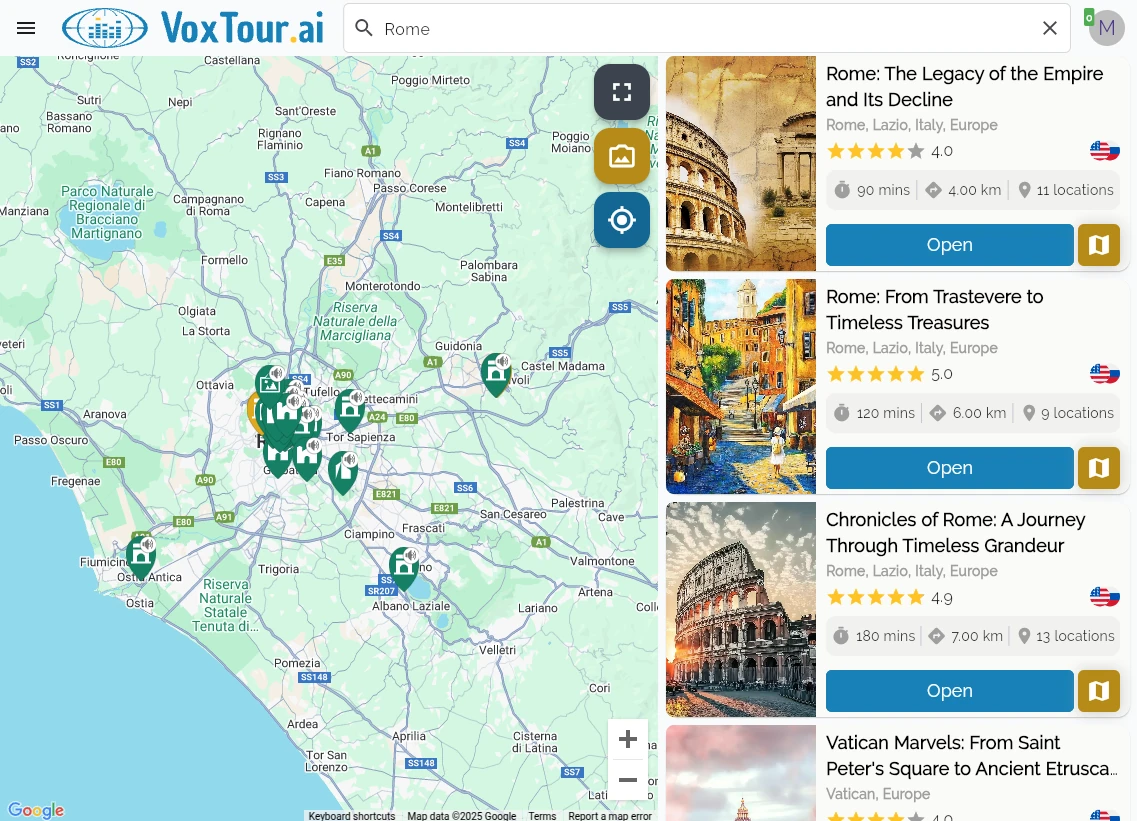 VoxTour.ai
Rome
0
M
SS2
Ronciglione
Castellana
Poggio Mirteto
Sutri
Nepi
Bassano
Romano
Sant'Oreste
Rignano
Flaminio
A1
SS4
Poggio
Moiano
SS3
Fiano Romano
Passo Corese
Parco Naturale
Regionale di
Bracciano
Martignano
Manziana
Campagnano
di Roma
Capena
Montelibretti
SS4
Formello
E35
Palombara
Sabina
Monterotondo
Olgiata
La Storta
Riserva
Naturale della
Marcigliana
SS5
Guidonia
A1
SS5
Castel Madama
Ottavia
SS4
A90
Tufello
SS1
Aranova
A24
E80
Passo Oscuro
Tor Sapienza
E80
Fregenae
A90
SS6
E821
E821
E80
A91
Palestrina
San Cesareo
Cave
Frascati
Ciampino
A1
Trigoria
Valmontone
Ostia Antica
Ostia
Riserva
Naturale
Statale
Tenuta di...
SR207
Albano Laziale
Artena
Lariano
Velletri
Pomezia
SS148
Cori
Ardea
Aprilia
Cisterna
di Latina
Tor San
Lorenzo
SS148
SS7
Google
Keyboard shortcuts
Map data ©2025 Google
Terms
Report a map error
Rome: The Legacy of the Empire
and Its Decline
Rome, Lazio, Italy, Europe
4.0
90 mins
4.00 km
11 locations
Open
Rome: From Trastevere to
Timeless Treasures
Rome, Lazio, Italy, Europe
5.0
120 mins
6.00 km
9 locations
Open
Chronicles of Rome: A Journey
Through Timeless Grandeur
Rome, Lazio, Italy, Europe
4.9
180 mins
7.00 km
13 locations
Open
Vatican Marvels: From Saint
Peter's Square to Ancient Etrusca...
Vatican, Europe
4.0